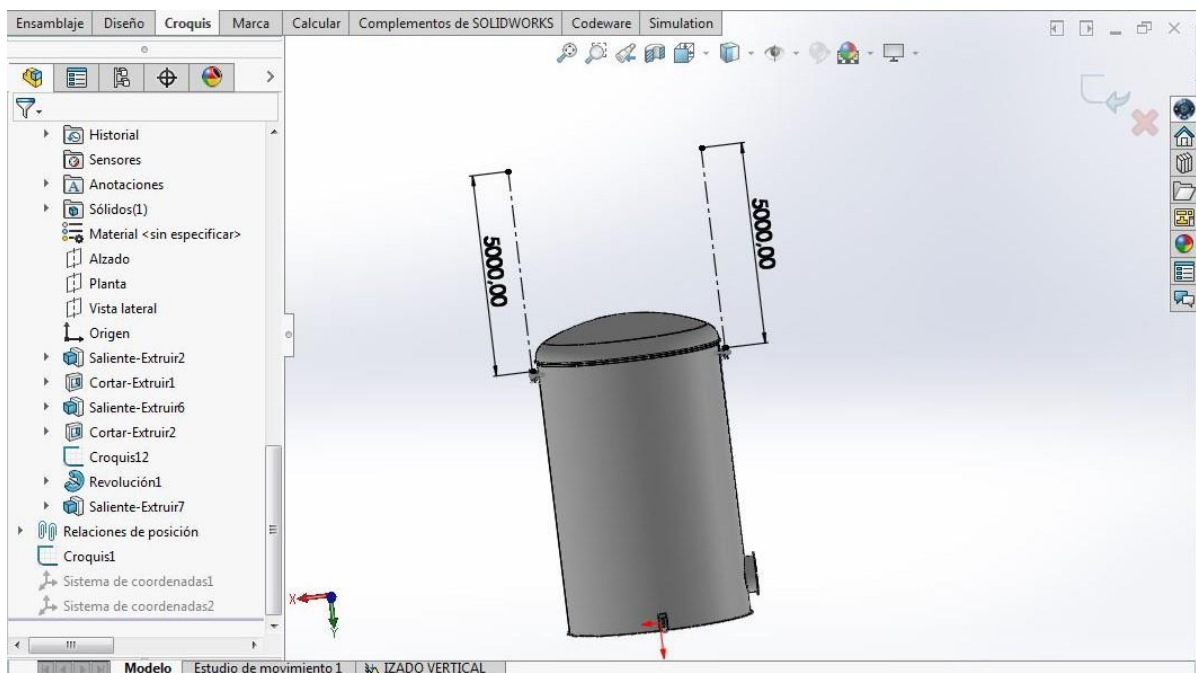 Ensamblaje Diseño Croquis Marca Calcular Complementos de SOLIDWORKS Codeware Simulation
Historial
Sensores
Anotaciones
Sólidos(1)
Material <sin especificar>
Alzado
Planta
Vista lateral
Origen
Saliente-Extruir2
Cortar-Extruir1
Saliente-Extruir6
Cortar-Extruir2
Croquis12
Revolución1
Saliente-Extruir7
Relaciones de posición
Croquis1
Sistema de coordenadas1
Sistema de coordenadas2
5000,00
5000,00
X
Y
Modelo Estudio de movimiento 1 IZADO VERTICAL